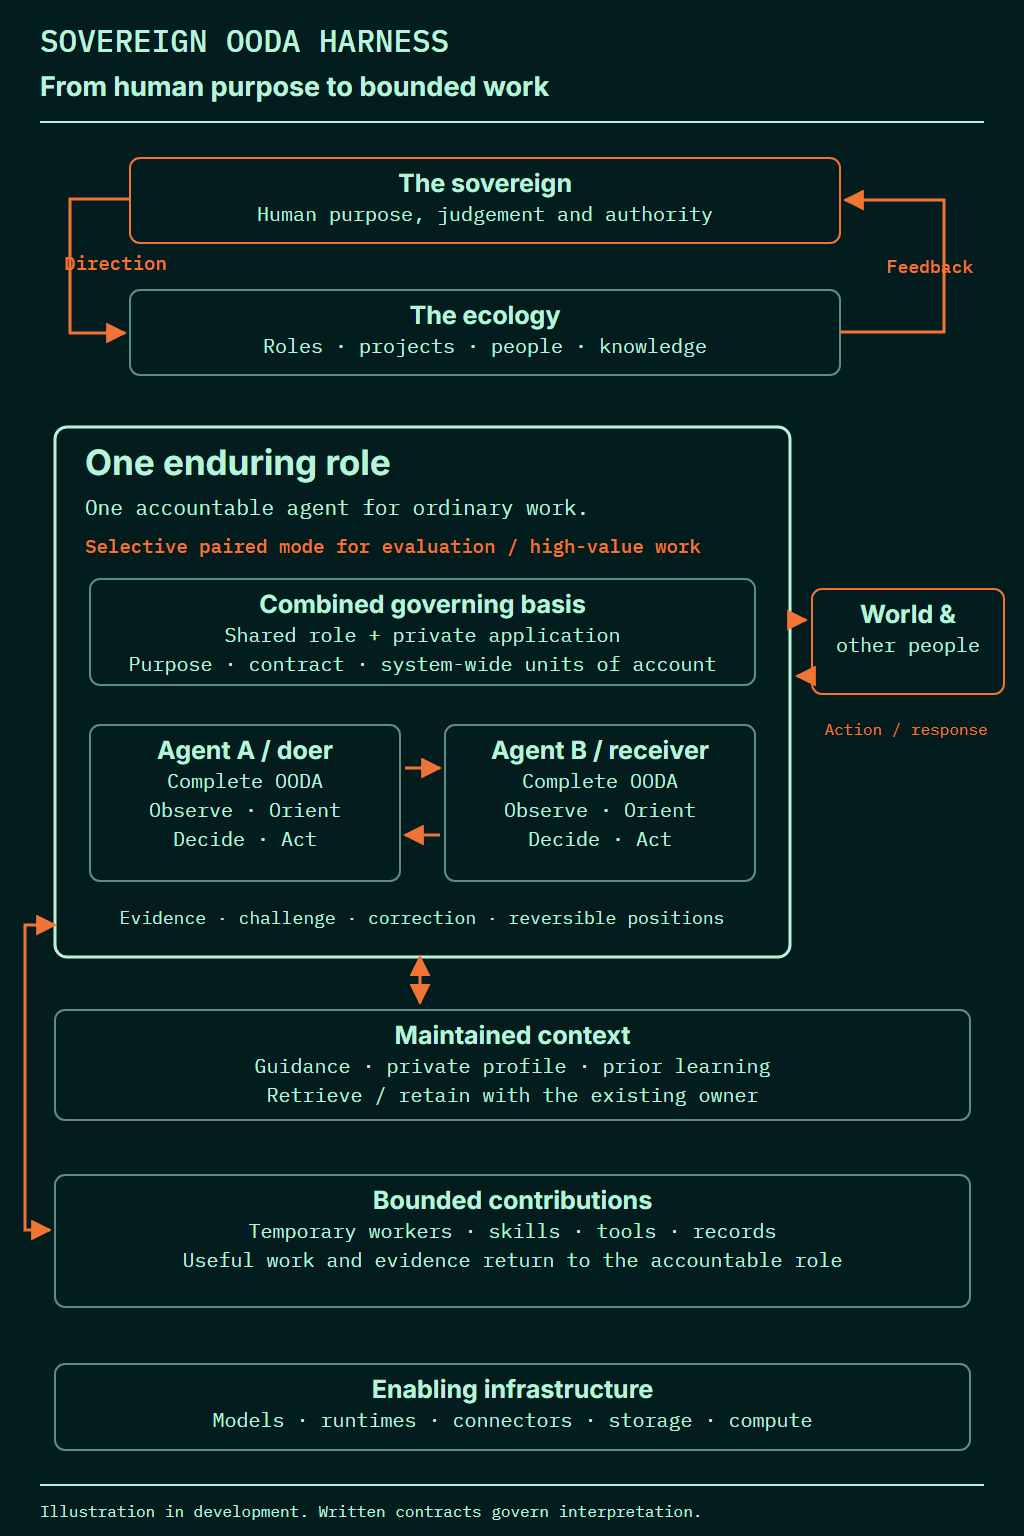 SOVEREIGN OODA HARNESS
From human purpose to bounded work
The sovereign
Human purpose, judgement and authority
Direction
Feedback
The ecology
Roles · projects · people · knowledge
One enduring role
One accountable agent for ordinary work.
Selective paired mode for evaluation / high-value work
Combined governing basis
Shared role + private application
Purpose · contract · system-wide units of account
World &
other people
Action / response
Agent A / doer
Complete OODA
Observe · Orient
Decide · Act
Agent B / receiver
Complete OODA
Observe · Orient
Decide · Act
Evidence · challenge · correction · reversible positions
Maintained context
Guidance · private profile · prior learning
Retrieve / retain with the existing owner
Bounded contributions
Temporary workers · skills · tools · records
Useful work and evidence return to the accountable role
Enabling infrastructure
Models · runtimes · connectors · storage · compute
Illustration in development. Written contracts govern interpretation.